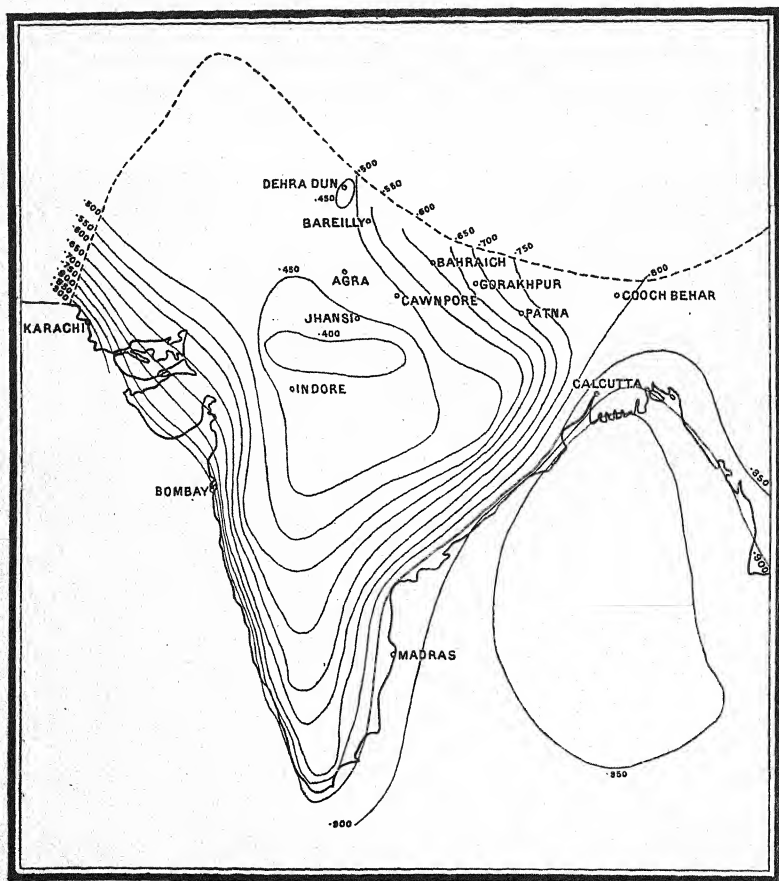 ·500
DEHRA DUN
·450
·550
·600
BAREILLY
·500
·550
·600
·650
·700
·750
·800
·850
·900
·650
·700
·750
BAHRAICH
·450
AGRA
GORAKHPUR
·800
CAWNPORE
COOCH BEHAR
KARACHI
JHANSI
PATNA
·400
INDORE
CALCUTTA
·850
BOMBAY
·900
MADRAS
·950
·900